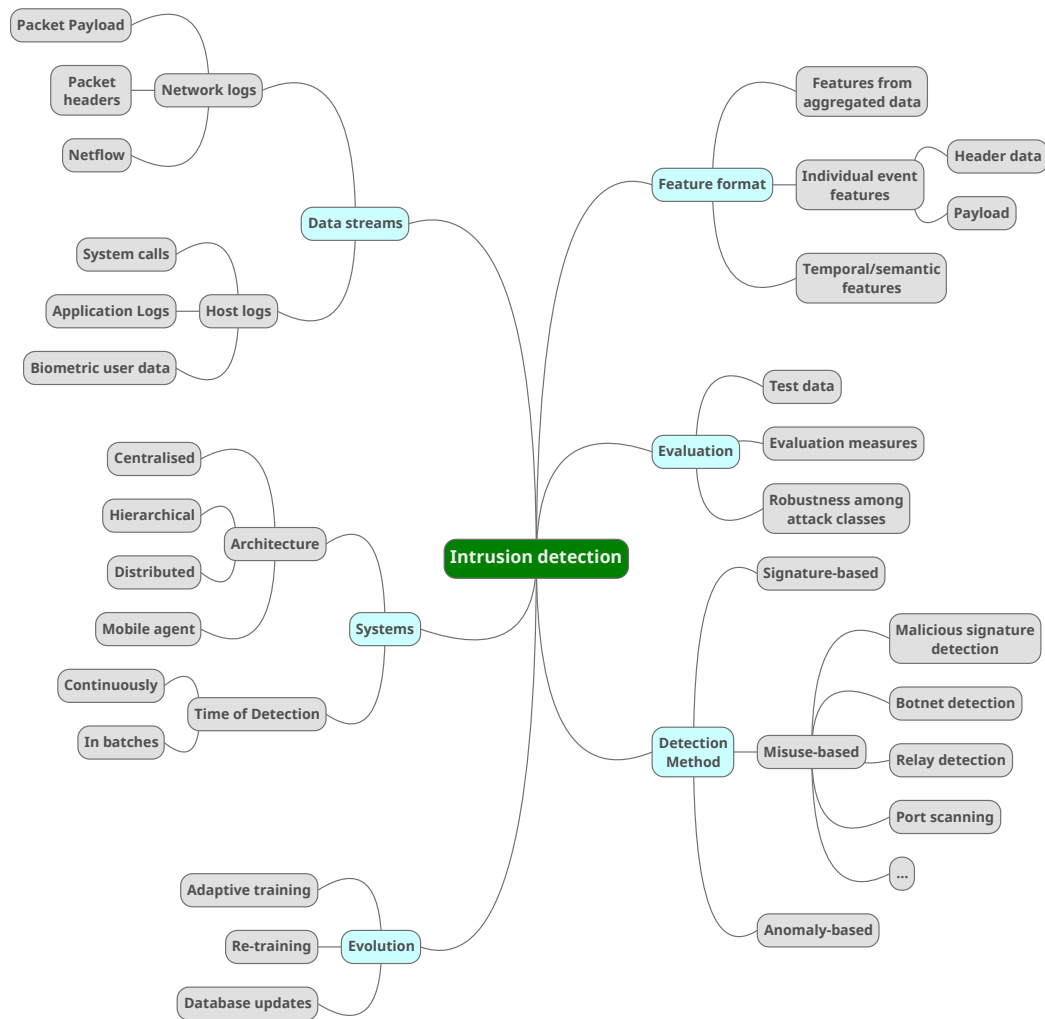 Packet Payload
Packet
headers
Network logs
Netflow
Data streams
System calls
Application Logs
Host logs
Biometric user data
Centralised
Hierarchical
Architecture
Distributed
Mobile agent
Systems
Continuously
Time of Detection
In batches
Adaptive training
Re-training
Evolution
Database updates
Intrusion detection
Features from
aggregated data
Feature format
Individual event
features
Header data
Payload
Temporal/semantic
features
Test data
Evaluation
Evaluation measures
Robustness among
attack classes
Signature-based
Detection
Method
Misuse-based
Malicious signature
detection
Botnet detection
Relay detection
Port scanning
...
Anomaly-based